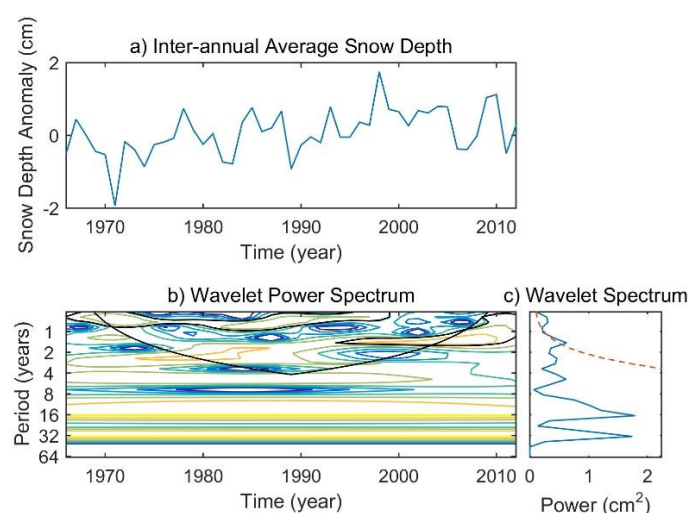 a) Inter-annual Average Snow Depth
Snow Depth Anomaly (cm)
2
0
-2
1970 1980 1990 2000 2010
Time (year)
b) Wavelet Power Spectrum
Period (years)
1
2
4
8
16
32
64
1970 1980 1990 2000 2010
Time (year)
c) Wavelet Spectrum
0 1 2
Power (cm²)